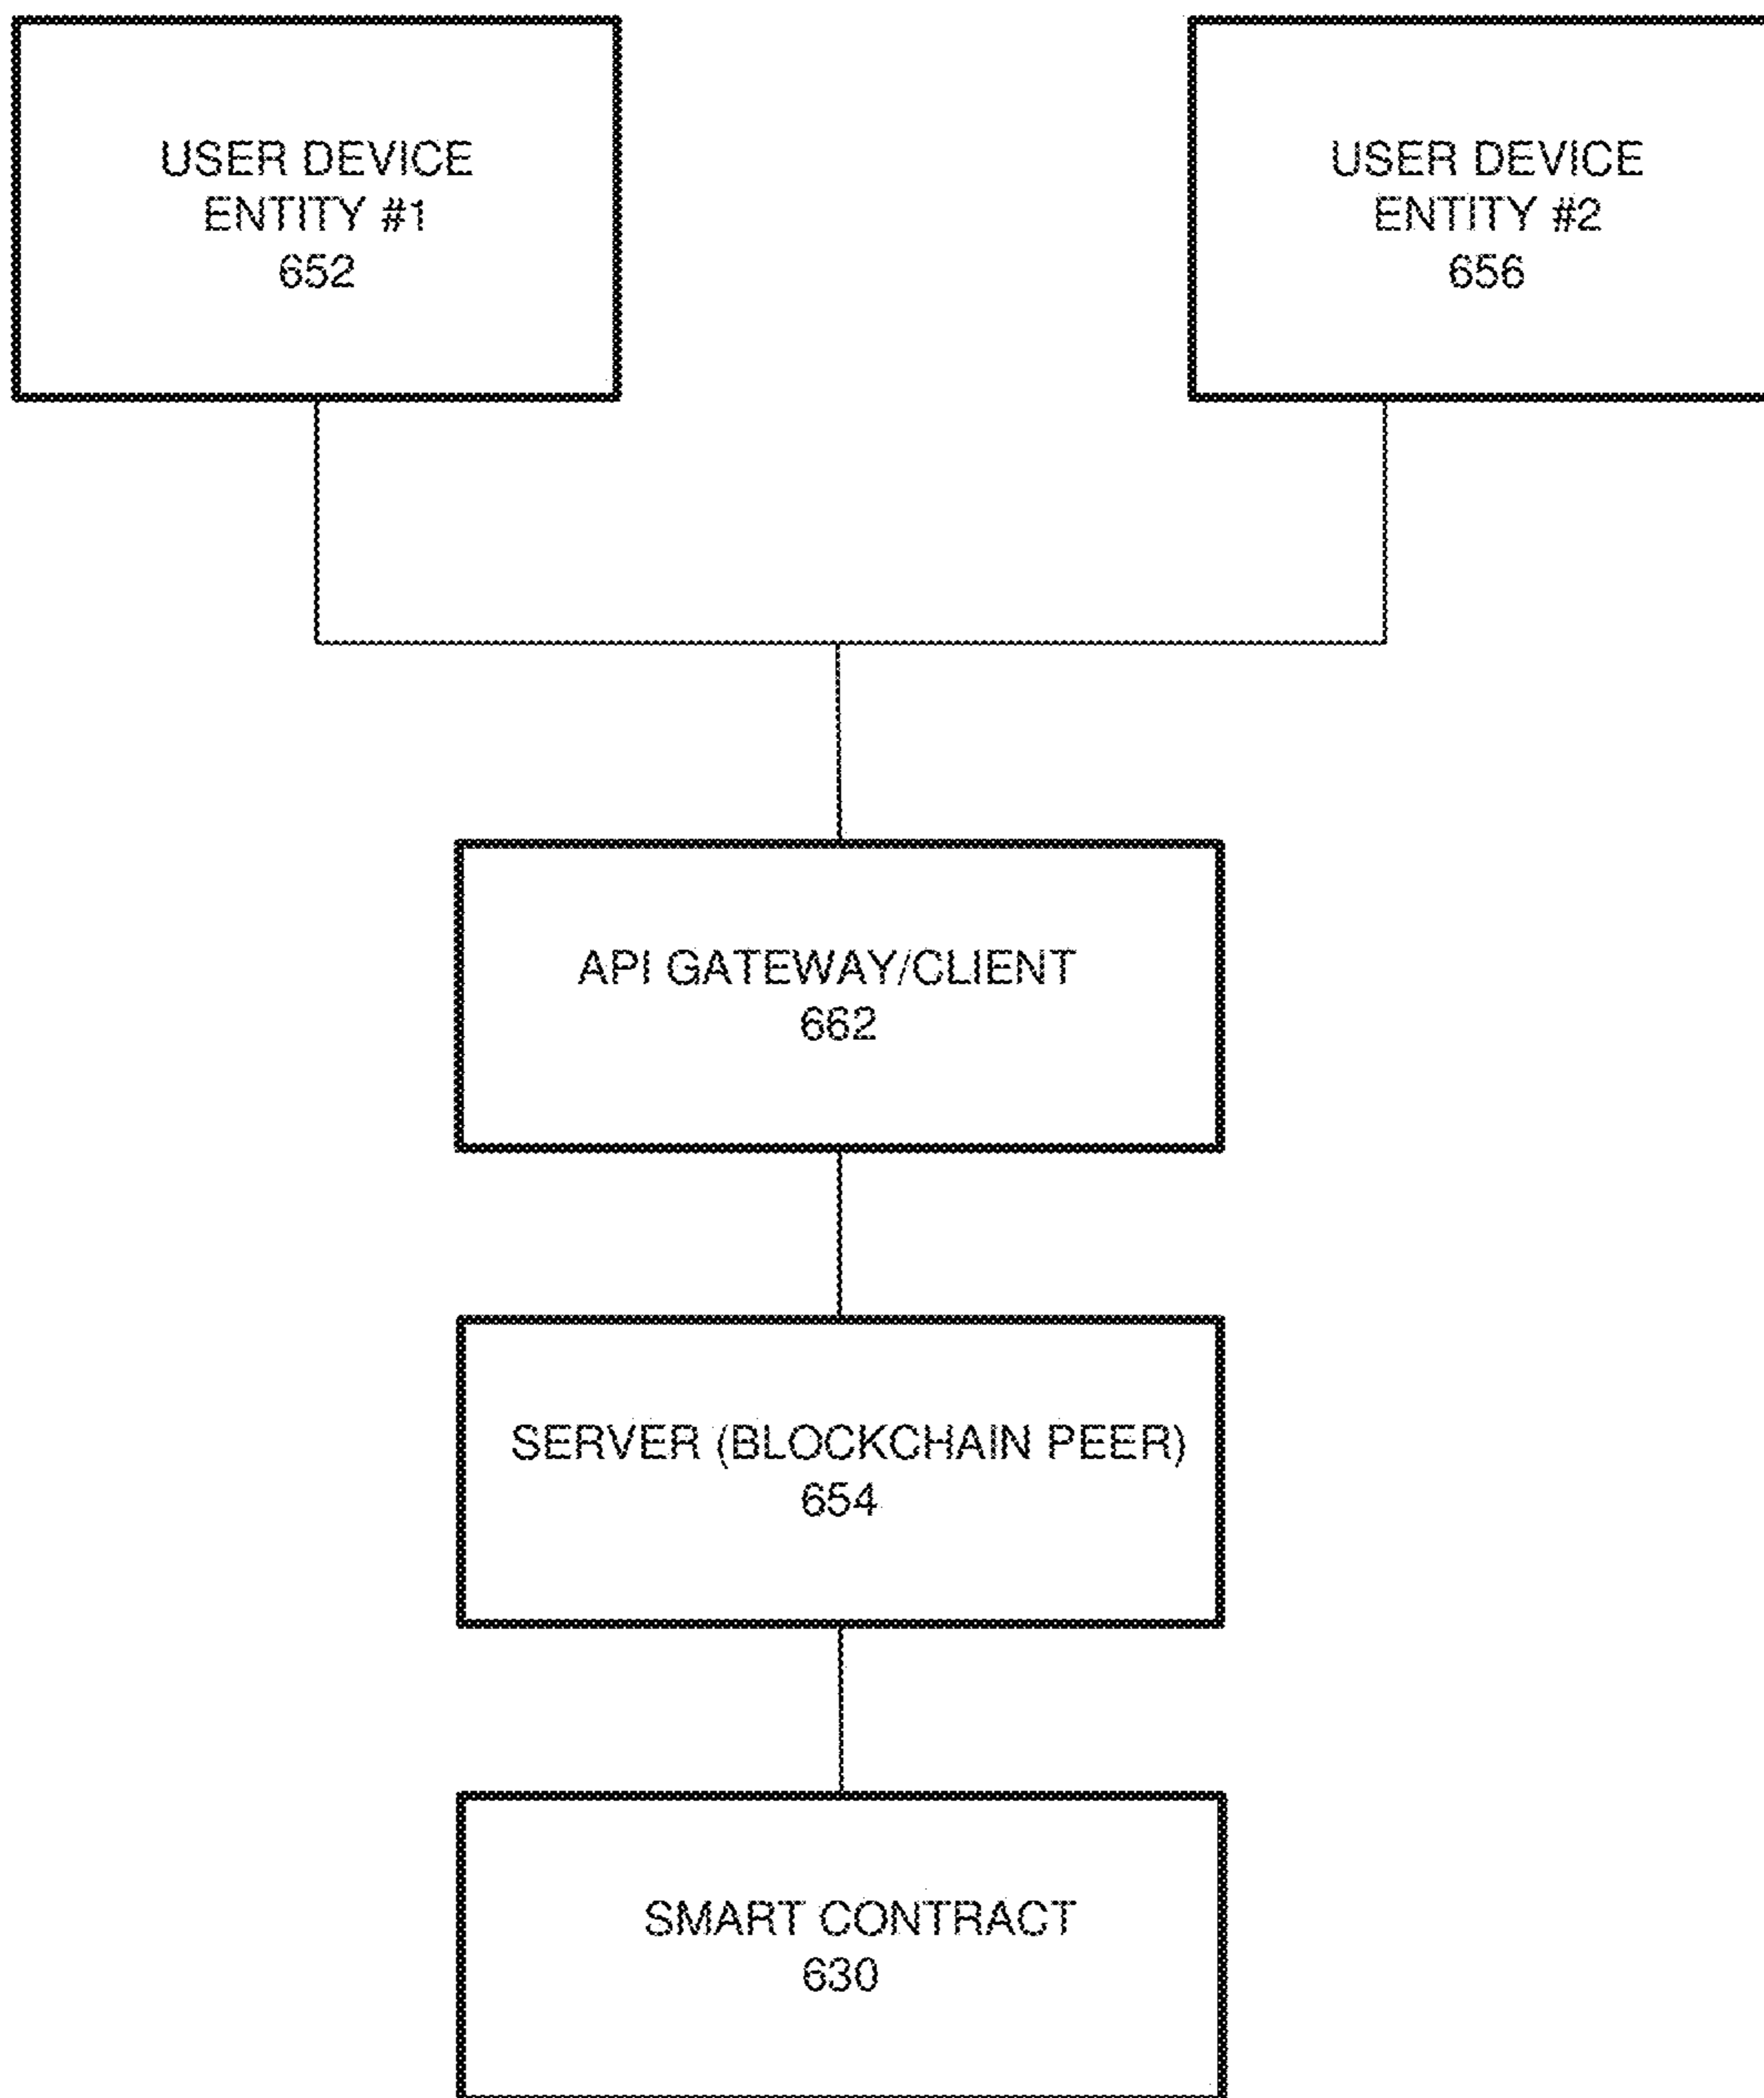 USER DEVICE
ENTITY #1
652
USER DEVICE
ENTITY #2
656
API GATEWAY/CLIENT
662
SERVER (BLOCKCHAIN PEER)
654
SMART CONTRACT
630